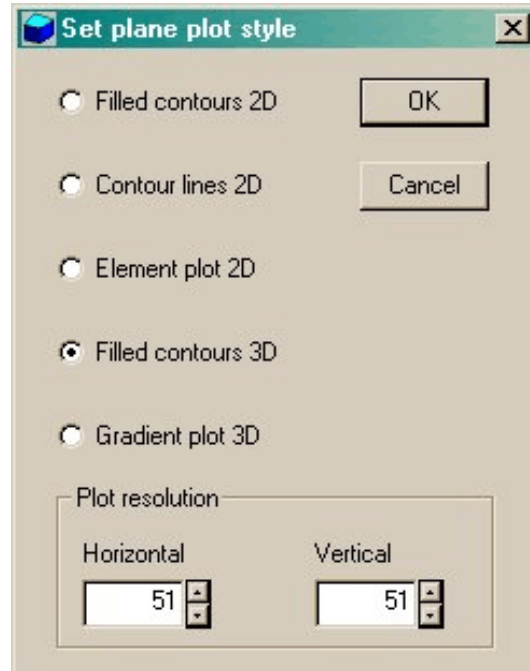 Set plane plot style
Filled contours 2D
OK
Contour lines 2D
Cancel
Element plot 2D
Filled contours 3D
Gradient plot 3D
Plot resolution
Horizontal
Vertical
51
51